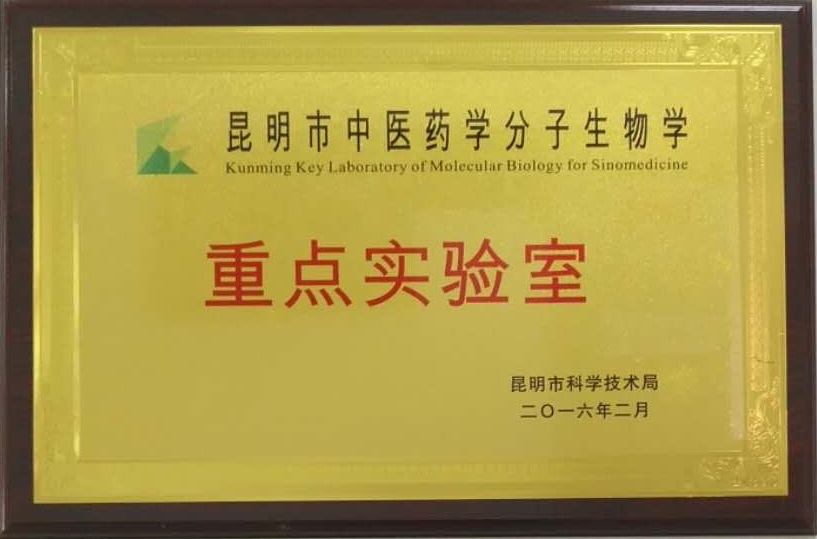 昆明市中医药学分子生物学
Kunming Key Laboratory of Molecular Biology for Sinomedicine
重点实验室
昆明市科学技术局
二〇一六年二月